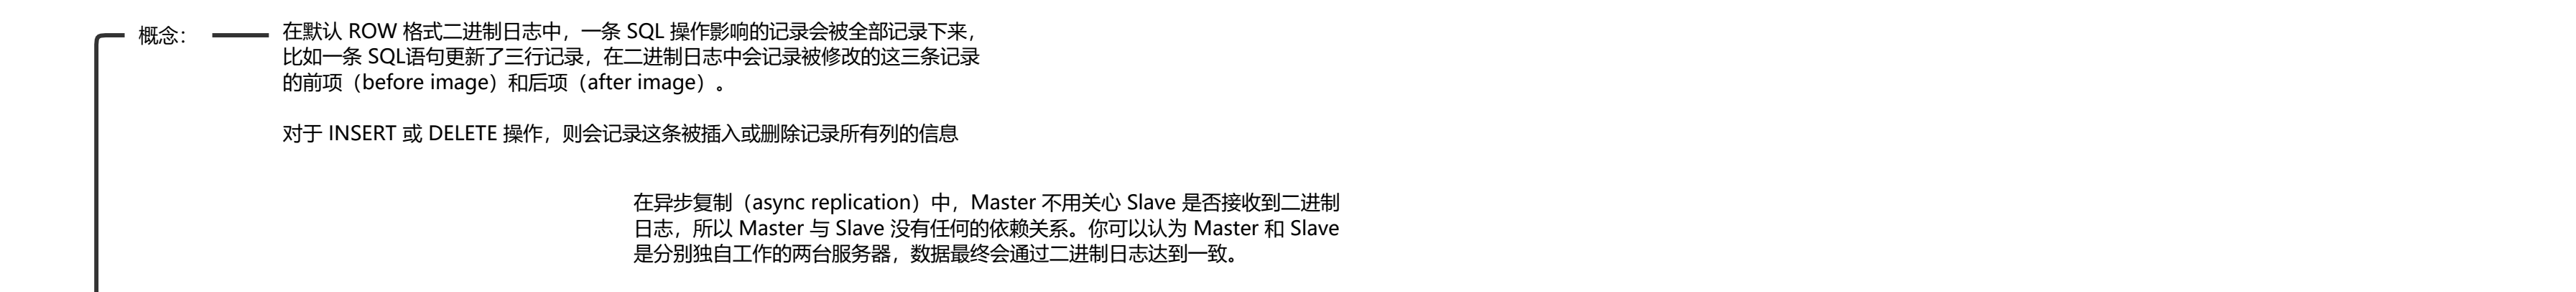 概念：
在默认 ROW 格式二进制日志中，一条 SQL 操作影响的记录会被全部记录下来，
比如一条 SQL语句更新了三行记录，在二进制日志中会记录被修改的这三条记录
的前项（before image）和后项（after image）。
对于 INSERT 或 DELETE 操作，则会记录这条被插入或删除记录所有列的信息
在异步复制（async replication）中，Master 不用关心 Slave 是否接收到二进制
日志，所以 Master 与 Slave 没有任何的依赖关系。你可以认为 Master 和 Slave
是分别独自工作的两台服务器，数据最终会通过二进制日志达到一致。